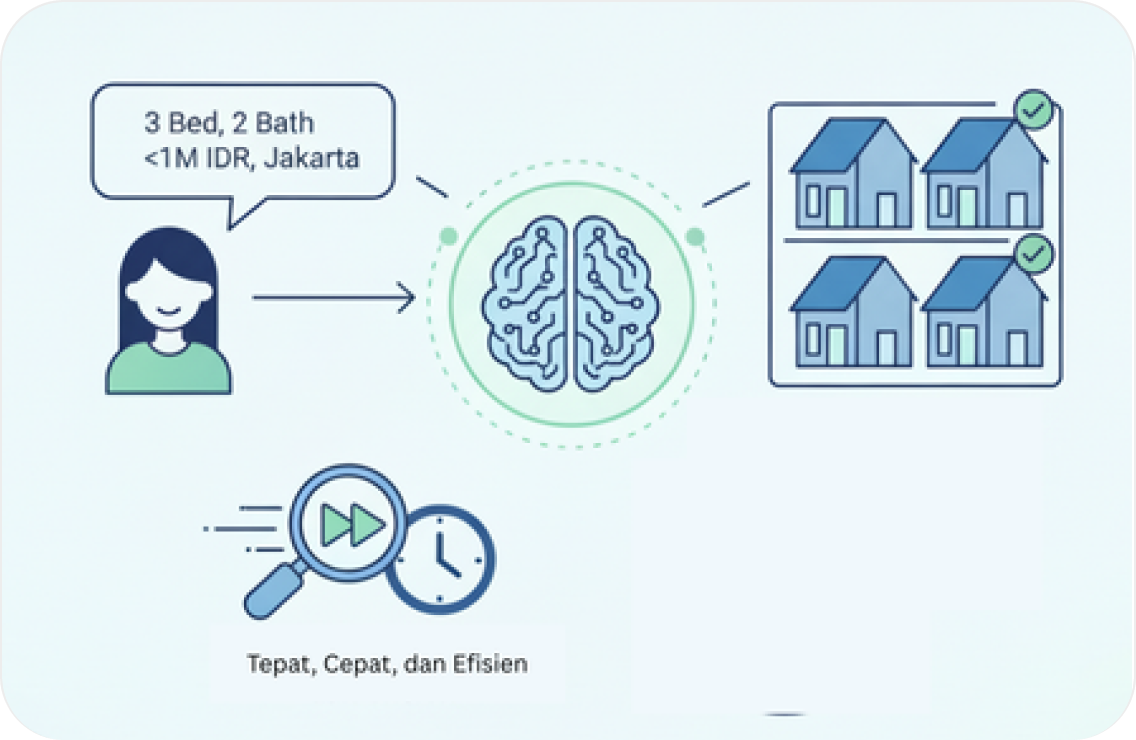 3 Bed, 2 Bath
<1M IDR, Jakarta
Tepat, Cepat, dan Efisien